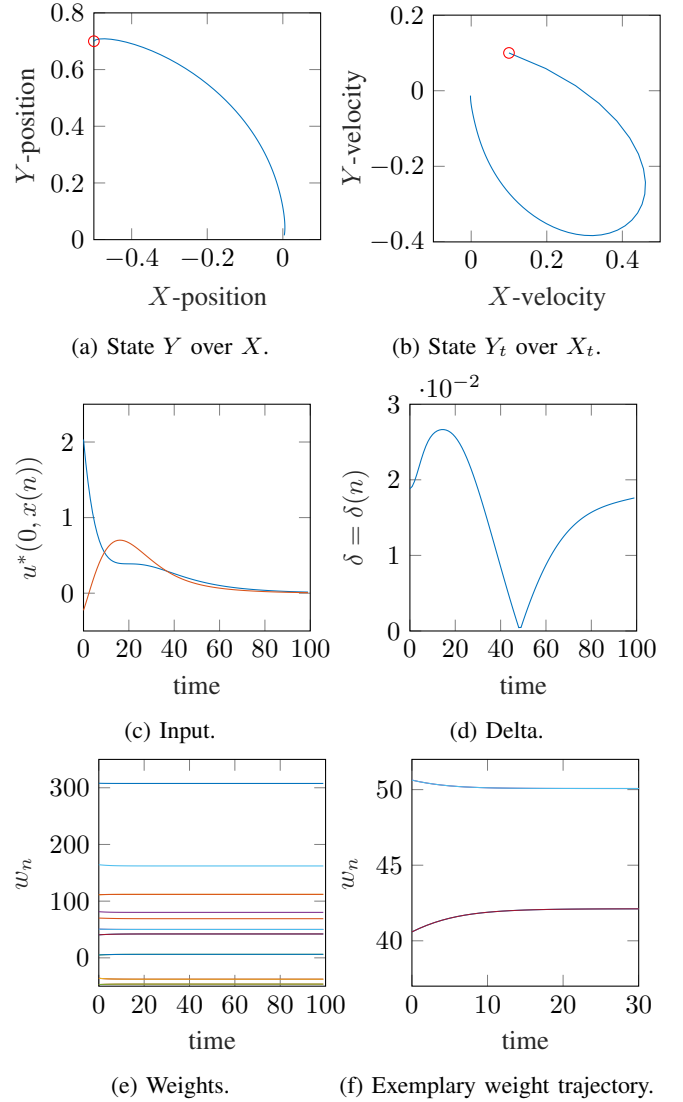 0.8
0.6
0.4
0.2
0
−0.4
−0.2
0
Y-position
X-position
(a) State Y over X.
0.2
0
−0.2
−0.4
0
0.2
0.4
Y-velocity
X-velocity
(b) State Y_t over X_t.
2
1
0
0
20
40
60
80
100
u*(0, x(n))
time
(c) Input.
·10⁻²
3
2
1
0
0
20
40
60
80
100
δ = δ(n)
time
(d) Delta.
300
200
100
0
0
20
40
60
80
100
w_n
time
(e) Weights.
50
45
40
0
10
20
30
w_n
time
(f) Exemplary weight trajectory.